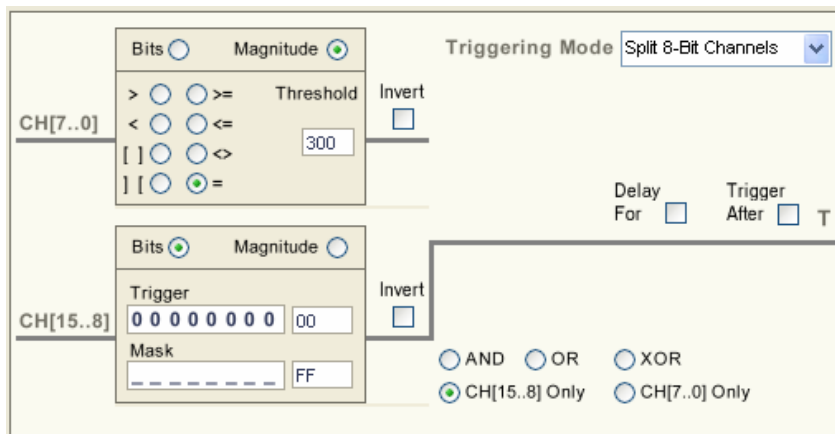 Bits Magnitude
Triggering Mode Split 8-Bit Channels
> >= Threshold
Invert
CH[7..0]
< <=
300
[ ] <>
] [ =
Delay For
Trigger After
T
Bits Magnitude
Trigger
Invert
CH[15..8]
0 0 0 0 0 0 0 0 00
Mask
_ _ _ _ _ _ _ _ FF
AND OR XOR
CH[15..8] Only CH[7..0] Only